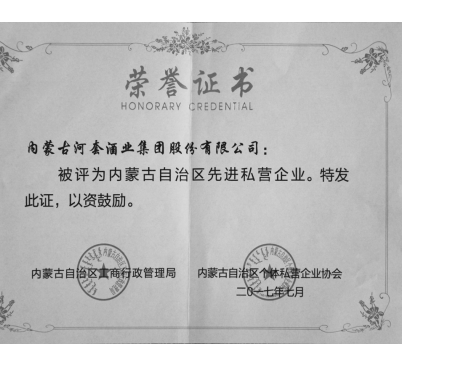 荣誉证书
HONORARY CREDENTIAL
内蒙古河套酒业集团股份有限公司：
被评为内蒙古自治区先进私营企业。特发
此证，以资鼓励。
内蒙古自治区工商行政管理局 内蒙古自治区个体私营企业协会
二〇一七年七月